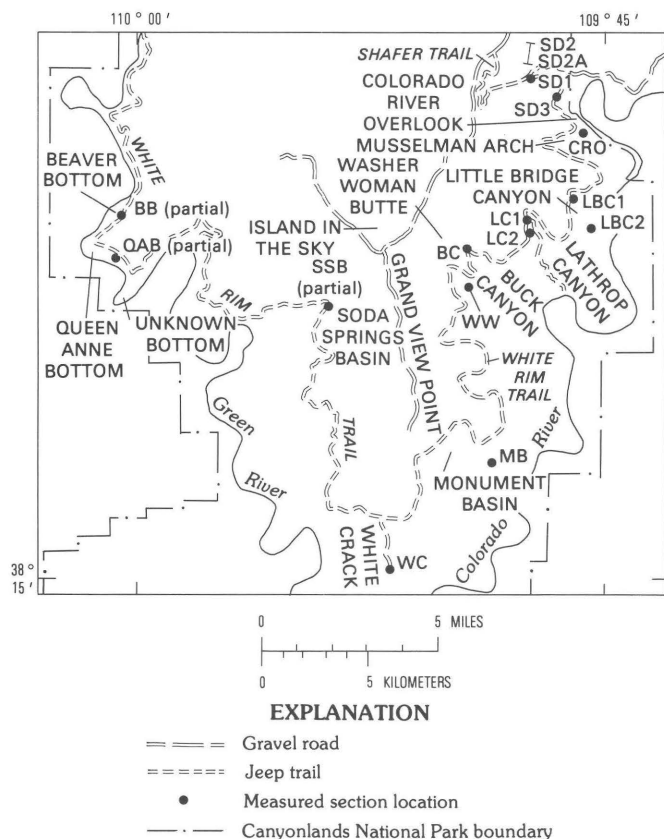 110 ° 00 ′
109 ° 45 ′
SHAFER TRAIL
SD2
SD2A
SD1
COLORADO
RIVER
OVERLOOK
SD3
MUSSELMAN ARCH
CRO
WHITE
BEAVER
BOTTOM
WASHER
WOMAN
BUTTE
LITTLE BRIDGE
CANYON
LBC1
BB (partial)
LC1
LBC2
QAB (partial)
ISLAND IN
THE SKY
LC2
BC
LATHROP
CANYON
SSB
(partial)
GRAND VIEW POINT
BUCK
CANYON
RIM
WW
QUEEN
ANNE
BOTTOM
UNKNOWN
BOTTOM
SODA
SPRINGS
BASIN
WHITE
RIM
TRAIL
Green
River
TRAIL
River
MB
MONUMENT
BASIN
Colorado
WHITE
CRACK
WC
38 °
15 ′
0 5 MILES
0 5 KILOMETERS
EXPLANATION
Gravel road
Jeep trail
Measured section location
Canyonlands National Park boundary